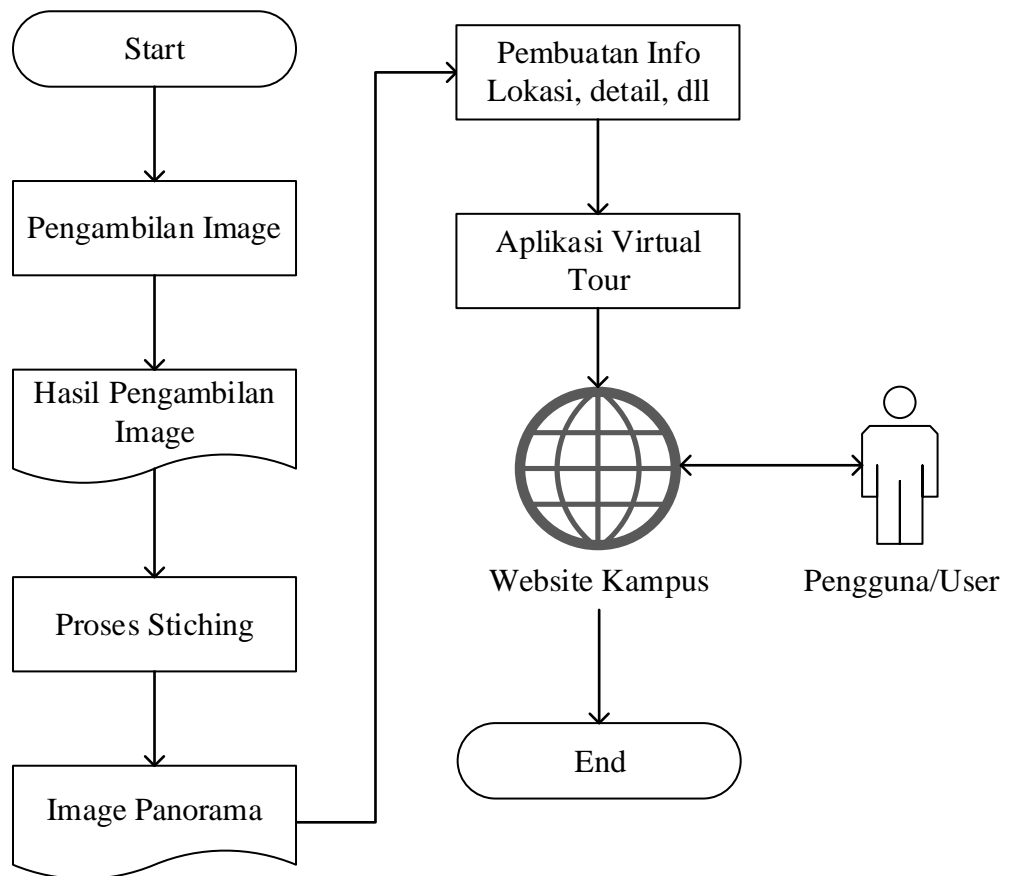 Start
Pengambilan Image
Hasil Pengambilan
Image
Proses Stiching
Image Panorama
Pembuatan Info
Lokasi, detail, dll
Aplikasi Virtual
Tour
Website Kampus
Pengguna/User
End